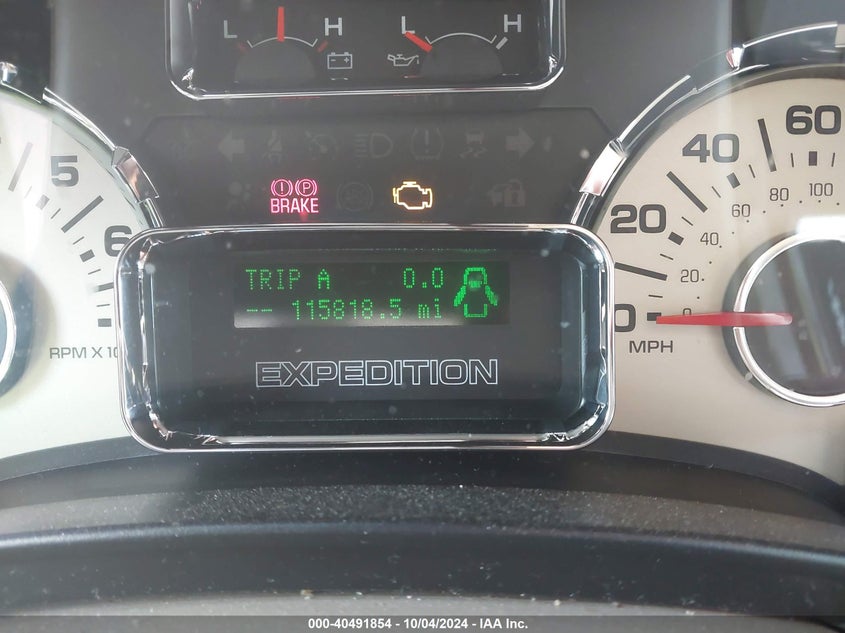 L H L H
BRAKE
5
6
RPM X 10
TRIP A 0.0
-- 115818.5 mi
EXPEDITION
0 20 40 60
0 20 40 60 80 100
MPH
000-40491854 - 10/04/2024 - IAA Inc.